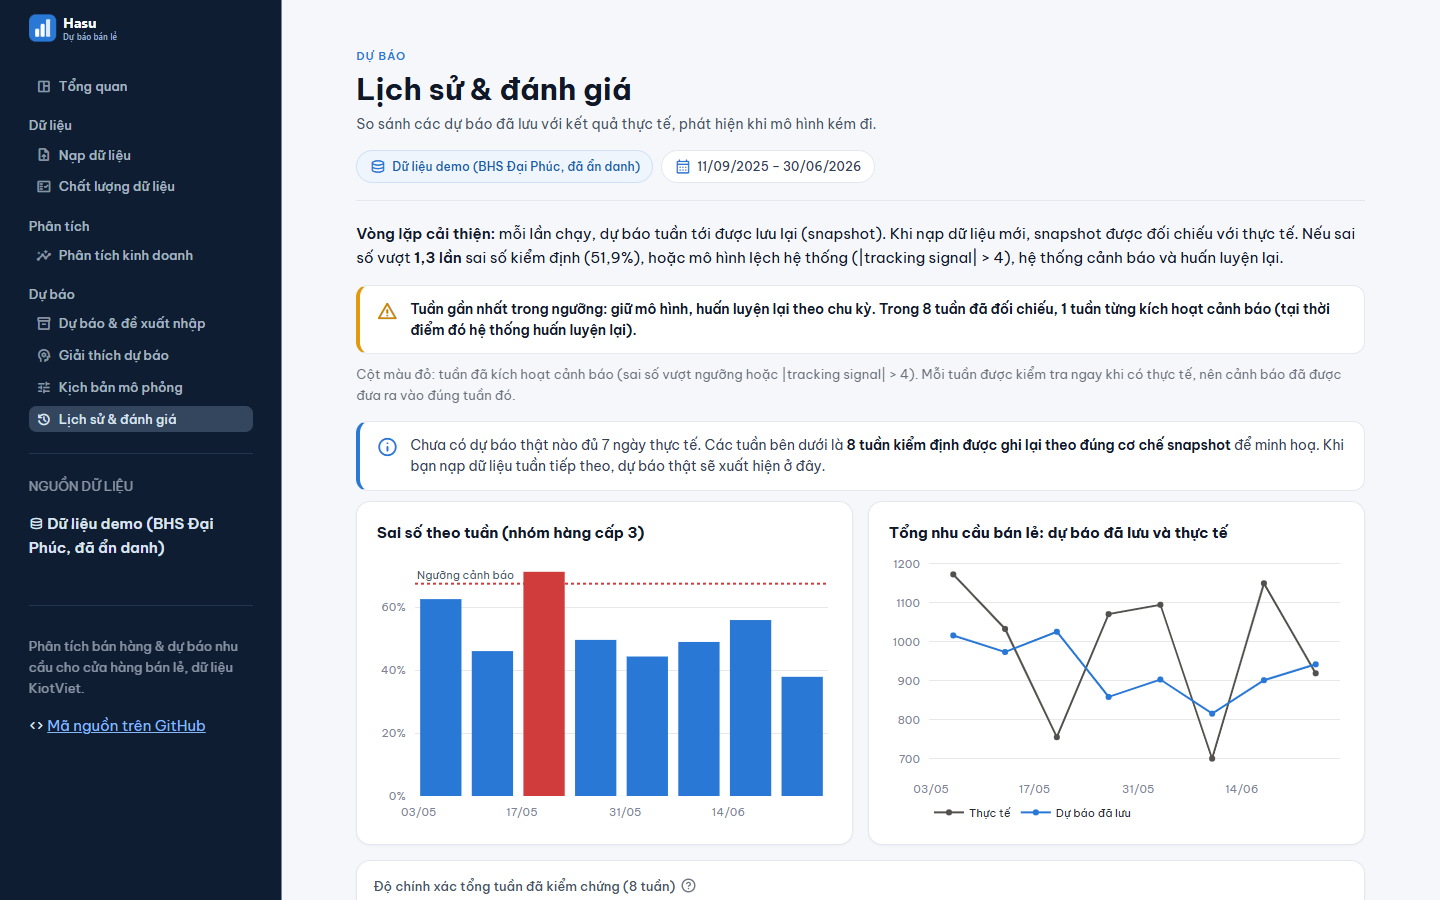 Hasu
Dự báo bán lẻ
Tổng quan
Dữ liệu
Nạp dữ liệu
Chất lượng dữ liệu
Phân tích
Phân tích kinh doanh
Dự báo
Dự báo & đề xuất nhập
Giải thích dự báo
Kịch bản mô phỏng
Lịch sử & đánh giá
NGUỒN DỮ LIỆU
Dữ liệu demo (BHS Đại
Phúc, đã ẩn danh)
Phân tích bán hàng & dự báo nhu
cầu cho cửa hàng bán lẻ, dữ liệu
KiotViet.
Mã nguồn trên GitHub
DỰ BÁO
Lịch sử & đánh giá
So sánh các dự báo đã lưu với kết quả thực tế, phát hiện khi mô hình kém đi.
Dữ liệu demo (BHS Đại Phúc, đã ẩn danh)
11/09/2025 – 30/06/2026
Vòng lặp cải thiện: mỗi lần chạy, dự báo tuần tới được lưu lại (snapshot). Khi nạp dữ liệu mới, snapshot được đối chiếu với thực tế. Nếu sai
số vượt 1,3 lần sai số kiểm định (51,9%), hoặc mô hình lệch hệ thống (|tracking signal| > 4), hệ thống cảnh báo và huấn luyện lại.
Tuần gần nhất trong ngưỡng: giữ mô hình, huấn luyện lại theo chu kỳ. Trong 8 tuần đã đối chiếu, 1 tuần từng kích hoạt cảnh báo (tại thời
điểm đó hệ thống huấn luyện lại).
Cột màu đỏ: tuần đã kích hoạt cảnh báo (sai số vượt ngưỡng hoặc |tracking signal| > 4). Mỗi tuần được kiểm tra ngay khi có thực tế, nên cảnh báo đã được
đưa ra vào đúng tuần đó.
Chưa có dự báo thật nào đủ 7 ngày thực tế. Các tuần bên dưới là 8 tuần kiểm định được ghi lại theo đúng cơ chế snapshot để minh hoạ. Khi
bạn nạp dữ liệu tuần tiếp theo, dự báo thật sẽ xuất hiện ở đây.
Sai số theo tuần (nhóm hàng cấp 3)
Ngưỡng cảnh báo
60%
40%
20%
0%
03/05
17/05
31/05
14/06
Tổng nhu cầu bán lẻ: dự báo đã lưu và thực tế
1200
1100
1000
900
800
700
03/05
17/05
31/05
14/06
Thực tế
Dự báo đã lưu
Độ chính xác tổng tuần đã kiểm chứng (8 tuần)